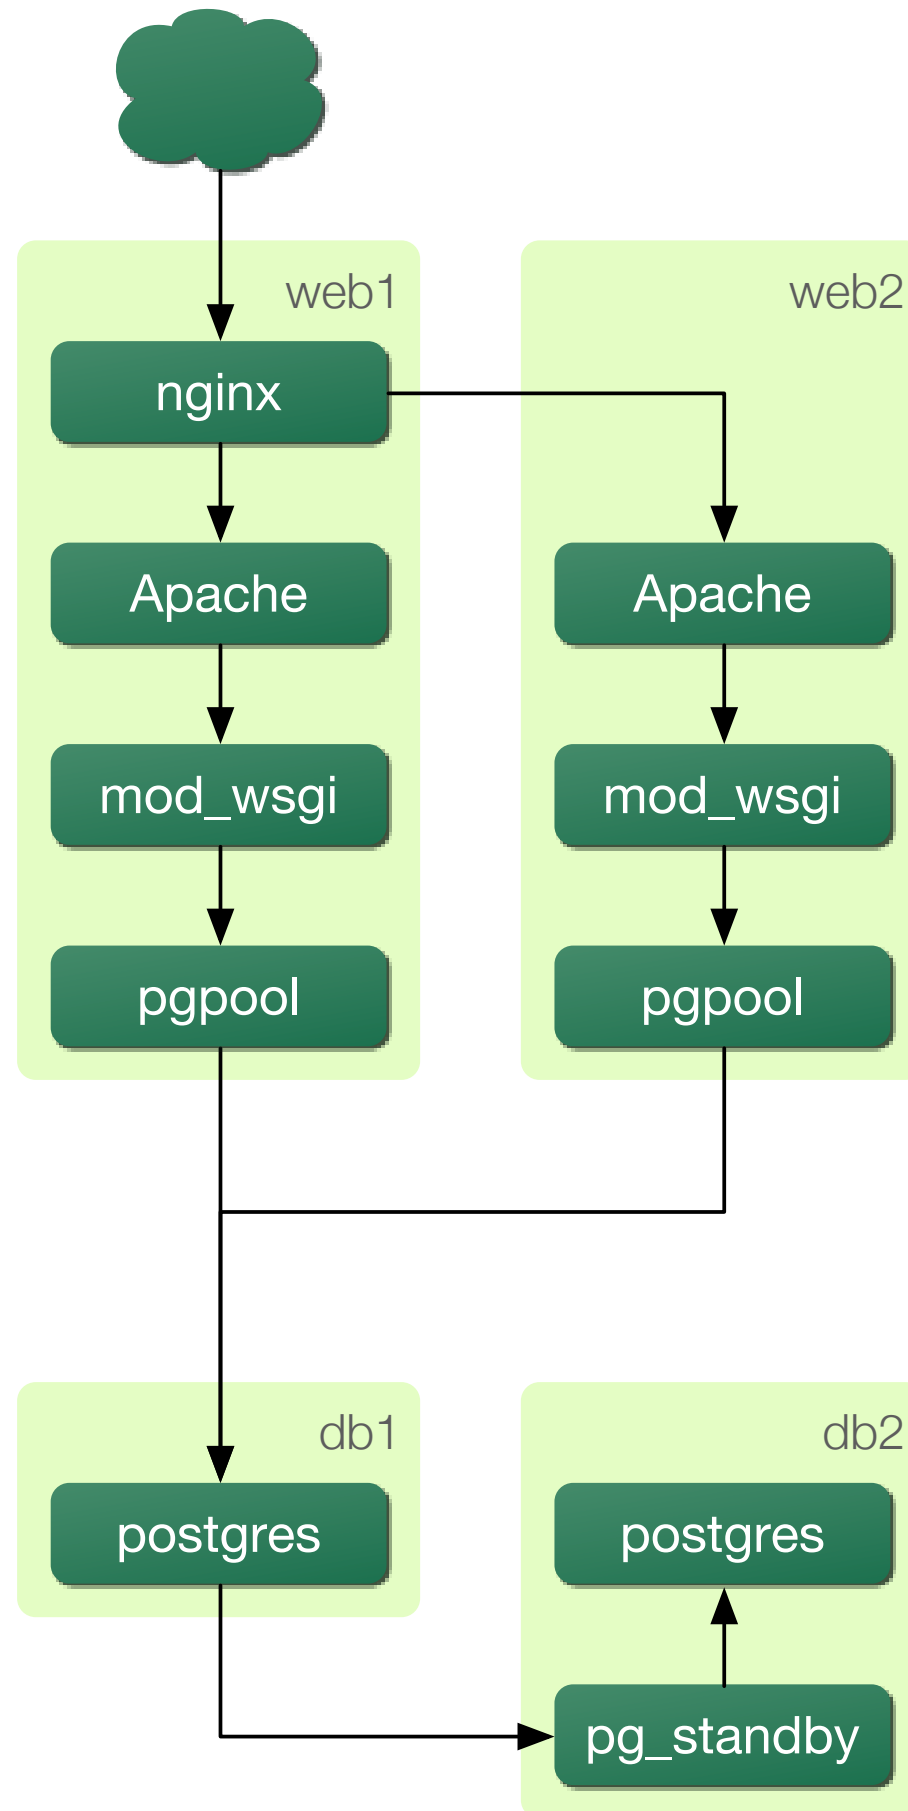 web1
web2
nginx
Apache
Apache
mod_wsgi
mod_wsgi
pgpool
pgpool
db1
db2
postgres
postgres
pg_standby